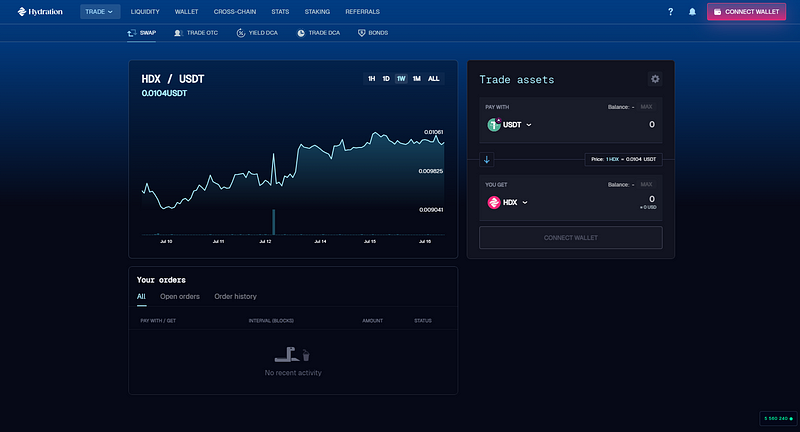 Hydration
TRADE
LIQUIDITY
WALLET
CROSS-CHAIN
STATS
STAKING
REFERRALS
?
CONNECT WALLET
SWAP
TRADE OTC
YIELD DCA
TRADE DCA
BONDS
HDX / USDT
0.0104USDT
1H 1D 1W 1M ALL
0.01061
0.009825
0.009041
Jul 10 Jul 11 Jul 12 Jul 14 Jul 15 Jul 16
Trade assets
PAY WITH
Balance: - MAX
USDT
0
Price: 1 HDX = 0.0104 USDT
YOU GET
Balance: - MAX
HDX
0
≈ 0 USD
CONNECT WALLET
Your orders
All Open orders Order history
PAY WITH / GET INTERVAL (BLOCKS) AMOUNT STATUS
No recent activity
5 560 240